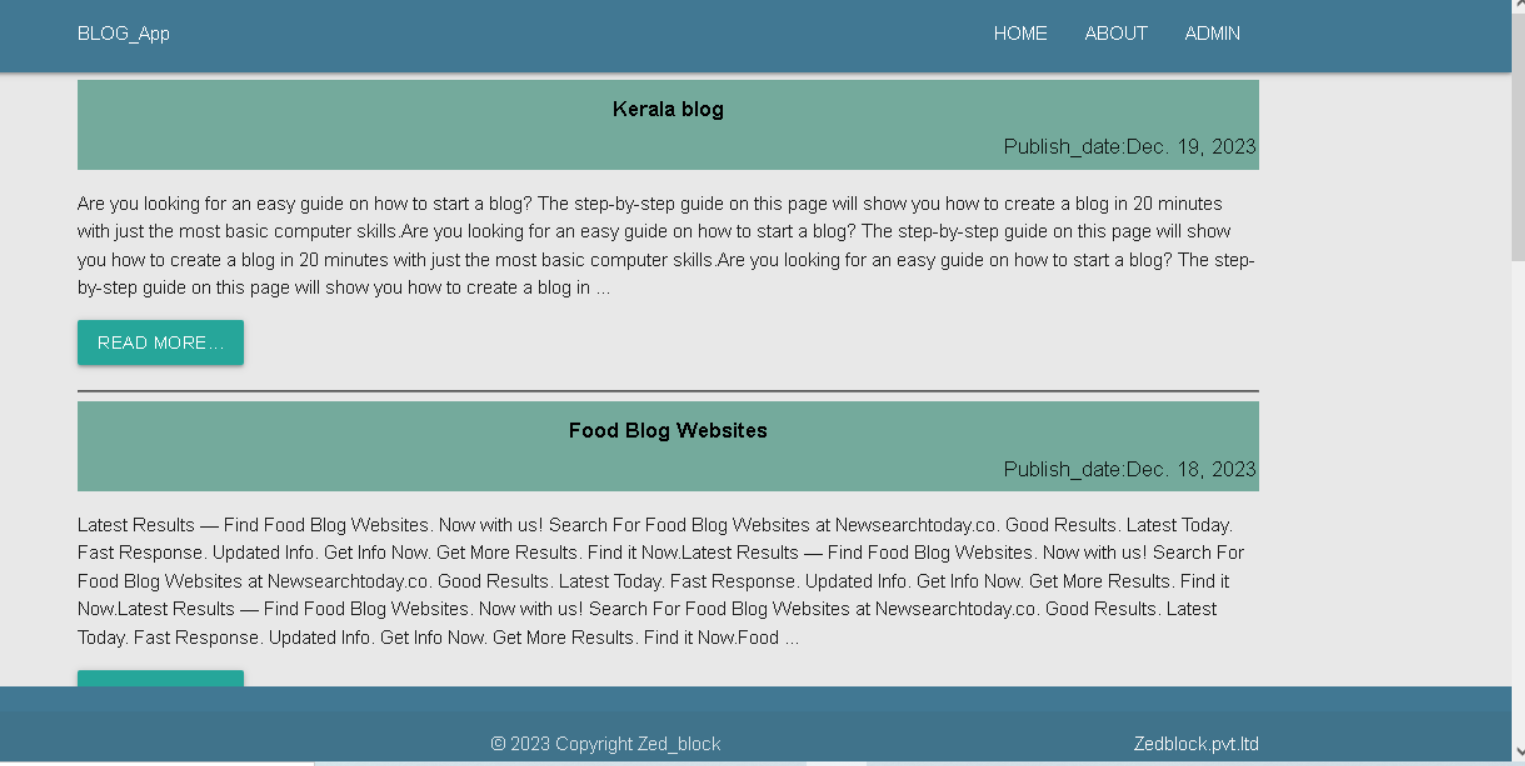 BLOG_App
HOME ABOUT ADMIN
Kerala blog
Publish_date:Dec. 19, 2023
Are you looking for an easy guide on how to start a blog? The step-by-step guide on this page will show you how to create a blog in 20 minutes
with just the most basic computer skills.Are you looking for an easy guide on how to start a blog? The step-by-step guide on this page will show
you how to create a blog in 20 minutes with just the most basic computer skills.Are you looking for an easy guide on how to start a blog? The step-
by-step guide on this page will show you how to create a blog in ...
READ MORE...
Food Blog Websites
Publish_date:Dec. 18, 2023
Latest Results — Find Food Blog Websites. Now with us! Search For Food Blog Websites at Newsearchtoday.co. Good Results. Latest Today.
Fast Response. Updated Info. Get Info Now. Get More Results. Find it Now.Latest Results — Find Food Blog Websites. Now with us! Search For
Food Blog Websites at Newsearchtoday.co. Good Results. Latest Today. Fast Response. Updated Info. Get Info Now. Get More Results. Find it
Now.Latest Results — Find Food Blog Websites. Now with us! Search For Food Blog Websites at Newsearchtoday.co. Good Results. Latest
Today. Fast Response. Updated Info. Get Info Now. Get More Results. Find it Now.Food ...
© 2023 Copyright Zed_block
Zedblock.pvt.ltd